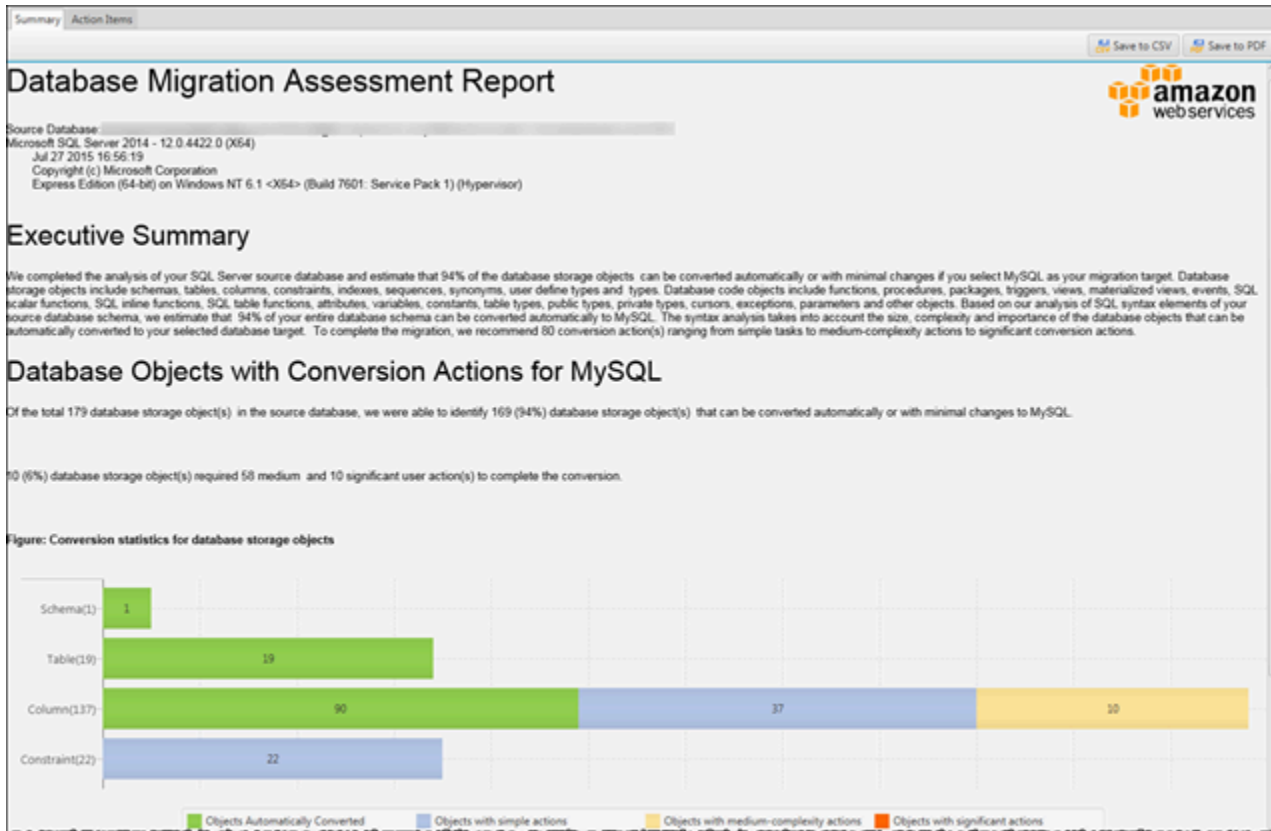 Summary Action Items
Save to CSV Save to PDF
Database Migration Assessment Report
amazon
webservices
Source Database:
Microsoft SQL Server 2014 - 12.0.4422.0 (X64)
Jul 27 2015 16:56:19
Copyright (c) Microsoft Corporation
Express Edition (64-bit) on Windows NT 6.1 <X64> (Build 7601: Service Pack 1) (Hypervisor)
Executive Summary
We completed the analysis of your SQL Server source database and estimate that 94% of the database storage objects can be converted automatically or with minimal changes if you select MySQL as your migration target. Database
storage objects include schemas, tables, columns, constraints, indexes, sequences, synonyms, user define types and types. Database code objects include functions, procedures, packages, triggers, views, materialized views, events, SQL
scalar functions, SQL inline functions, SQL table functions, attributes, variables, constants, table types, public types, private types, cursors, exceptions, parameters and other objects. Based on our analysis of SQL syntax elements of your
source database schema, we estimate that 94% of your entire database schema can be converted automatically to MySQL. The syntax analysis takes into account the size, complexity and importance of the database objects that can be
automatically converted to your selected database target. To complete the migration, we recommend 80 conversion action(s) ranging from simple tasks to medium-complexity actions to significant conversion actions.
Database Objects with Conversion Actions for MySQL
Of the total 179 database storage object(s) in the source database, we were able to identify 169 (94%) database storage object(s) that can be converted automatically or with minimal changes to MySQL.
10 (6%) database storage object(s) required 58 medium and 10 significant user action(s) to complete the conversion.
Figure: Conversion statistics for database storage objects
Schema(1) 1
Table(19) 19
Column(137) 90 37 10
Constraint(22) 22
Objects Automatically Converted Objects with simple actions Objects with medium-complexity actions Objects with significant actions